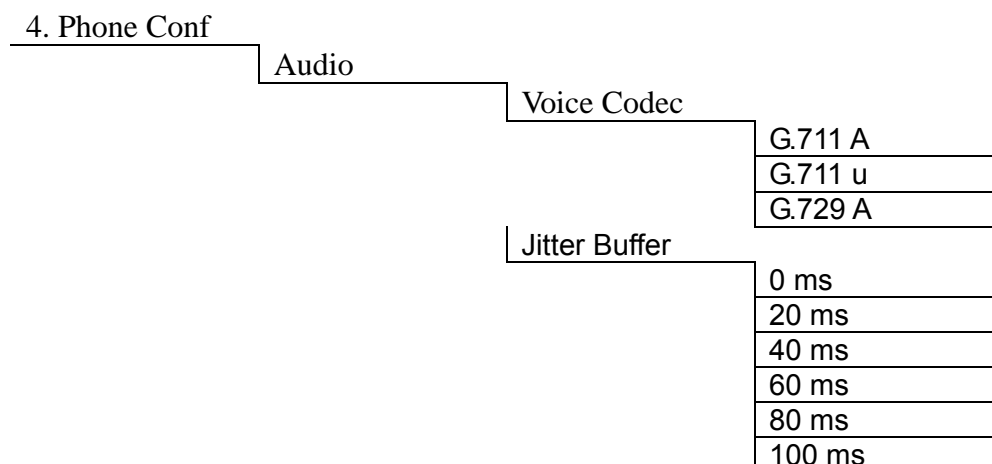 4. Phone Conf
Audio
Voice Codec
G.711 A
G.711 u
G.729 A
Jitter Buffer
0 ms
20 ms
40 ms
60 ms
80 ms
100 ms